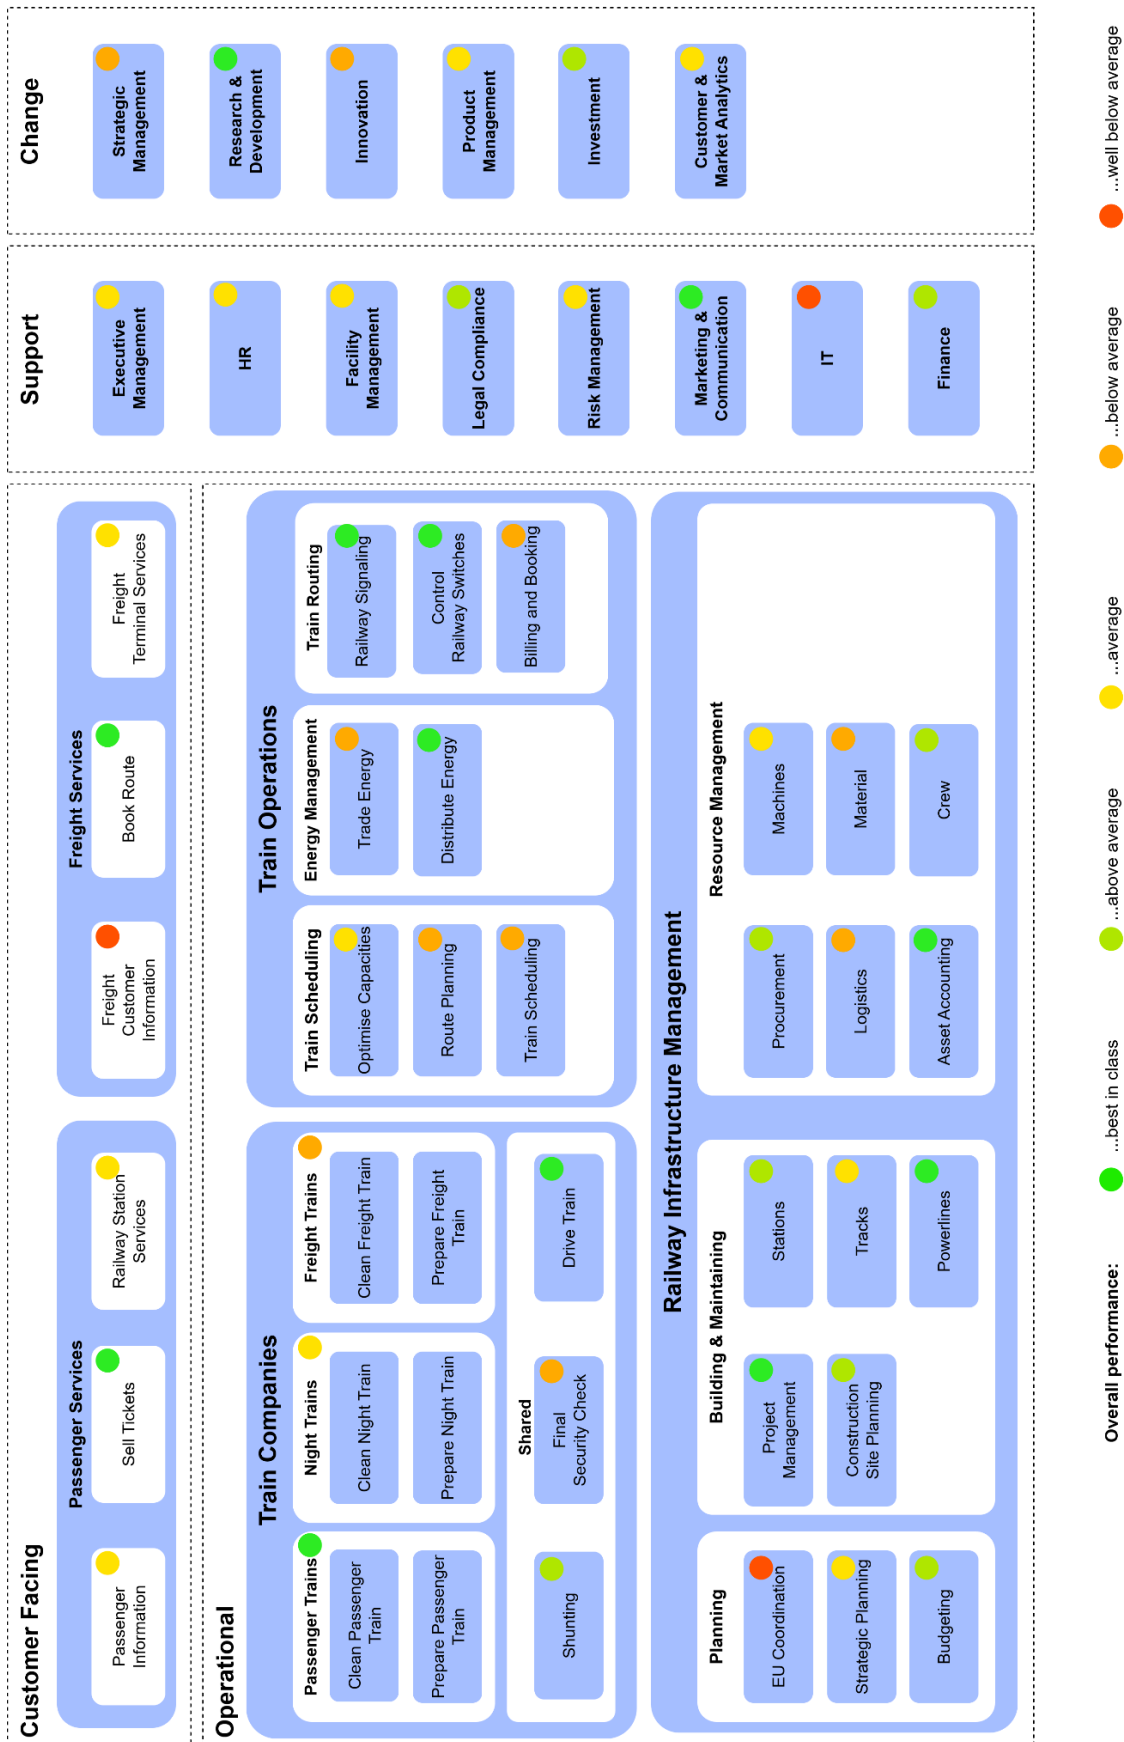 Customer Facing
Passenger Services
Passenger
Information
Sell Tickets
Railway Station
Services
Freight Services
Freight
Customer
Information
Book Route
Freight
Terminal Services
Operational
Train Companies
Passenger Trains
Clean Passenger
Train
Prepare Passenger
Train
Night Trains
Clean Night Train
Prepare Night Train
Freight Trains
Clean Freight Train
Prepare Freight
Train
Shared
Shunting
Final
Security Check
Drive Train
Train Operations
Train Scheduling
Optimise Capacities
Route Planning
Train Scheduling
Energy Management
Trade Energy
Distribute Energy
Train Routing
Railway Signaling
Control
Railway Switches
Billing and Booking
Railway Infrastructure Management
Planning
EU Coordination
Strategic Planning
Budgeting
Building & Maintaining
Project
Management
Construction
Site Planning
Stations
Tracks
Powerlines
Resource Management
Procurement
Logistics
Asset Accounting
Machines
Material
Crew
Support
Executive
Management
HR
Facility
Management
Legal Compliance
Risk Management
Marketing &
Communication
IT
Finance
Change
Strategic
Management
Research &
Development
Innovation
Product
Management
Investment
Customer &
Market Analytics
Overall performance:
...best in class
...above average
...average
...below average
...well below average